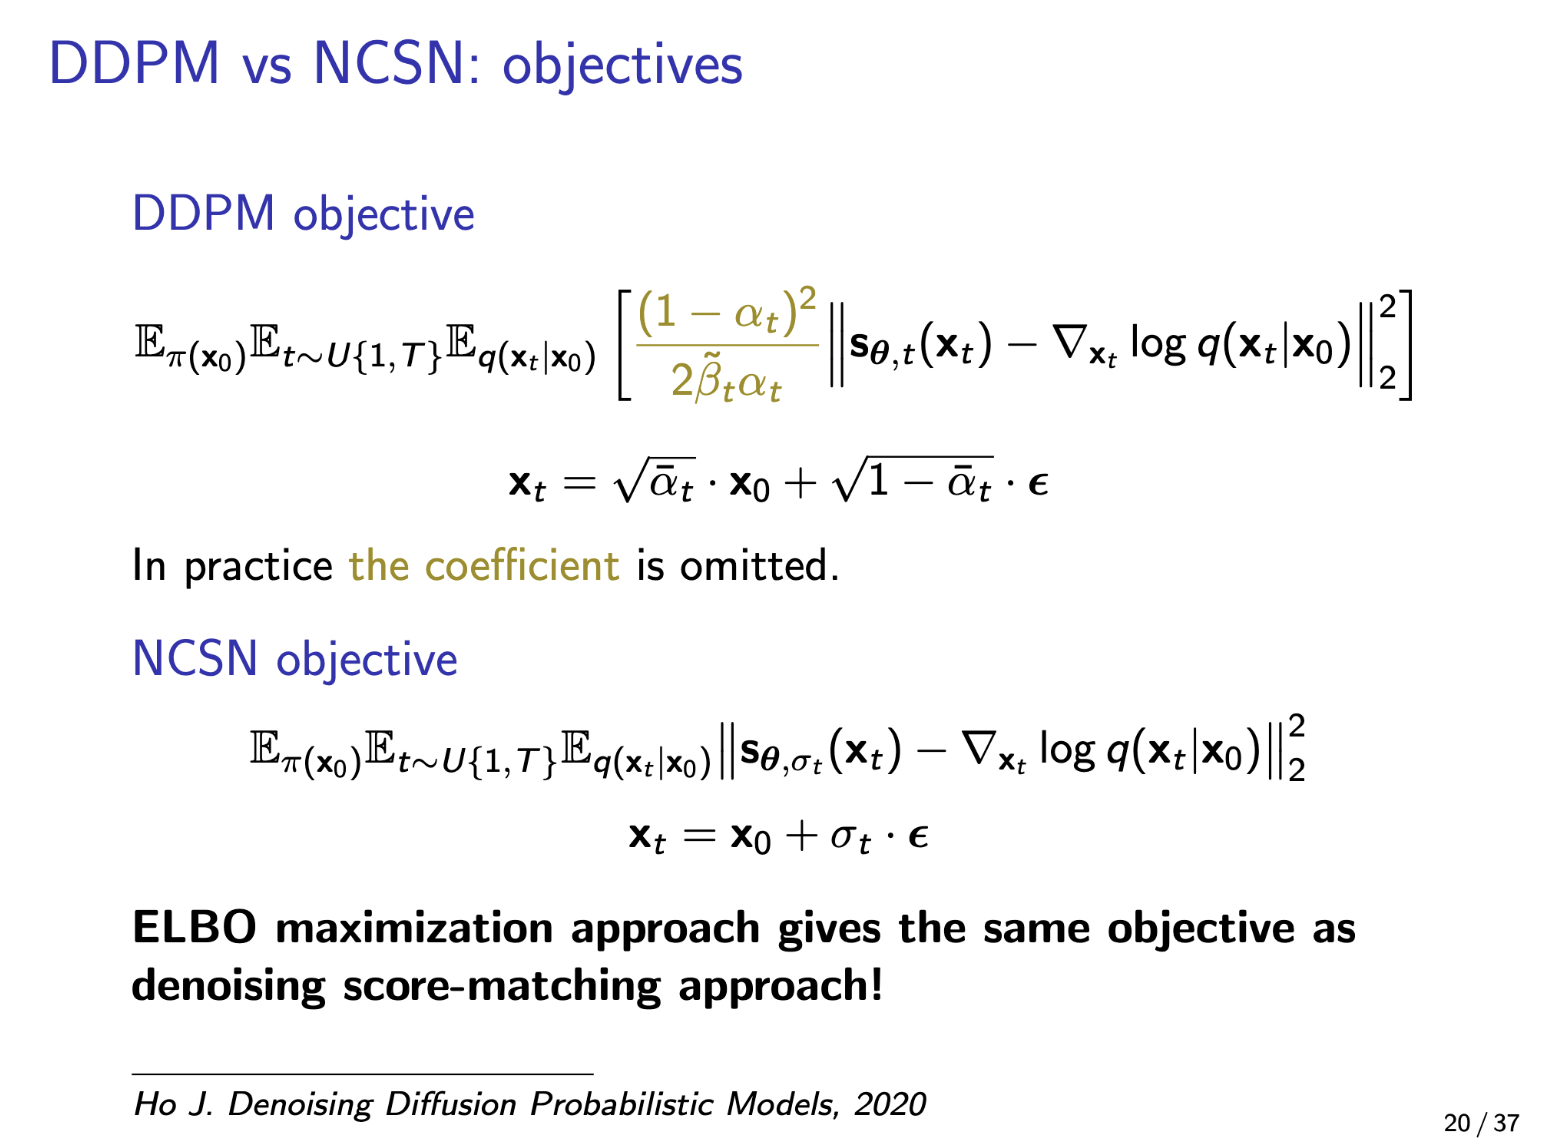 DDPM vs NCSN: objectives
DDPM objective
$\mathbb{E}_{\pi(\mathbf{x}_0)}\mathbb{E}_{t\sim U\{1,T\}}\mathbb{E}_{q(\mathbf{x}_t|\mathbf{x}_0)}\left[\frac{(1-\alpha_t)^2}{2\tilde{\beta}_t\alpha_t}\left\|\mathbf{s}_{\boldsymbol{\theta},t}(\mathbf{x}_t)-\nabla_{\mathbf{x}_t}\log q(\mathbf{x}_t|\mathbf{x}_0)\right\|_2^2\right]$
$\mathbf{x}_t=\sqrt{\bar{\alpha}_t}\cdot\mathbf{x}_0+\sqrt{1-\bar{\alpha}_t}\cdot\boldsymbol{\epsilon}$
In practice the coefficient is omitted.
NCSN objective
$\mathbb{E}_{\pi(\mathbf{x}_0)}\mathbb{E}_{t\sim U\{1,T\}}\mathbb{E}_{q(\mathbf{x}_t|\mathbf{x}_0)}\left\|\mathbf{s}_{\boldsymbol{\theta},\sigma_t}(\mathbf{x}_t)-\nabla_{\mathbf{x}_t}\log q(\mathbf{x}_t|\mathbf{x}_0)\right\|_2^2$
$\mathbf{x}_t=\mathbf{x}_0+\sigma_t\cdot\boldsymbol{\epsilon}$
ELBO maximization approach gives the same objective as
denoising score-matching approach!
Ho J. Denoising Diffusion Probabilistic Models, 2020
20 / 37